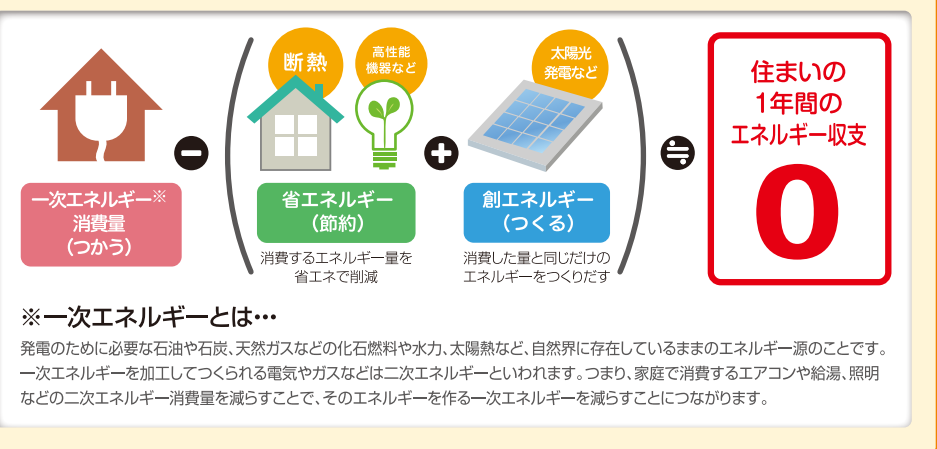 断熱
高性能
機器など
太陽光
発電など
住まいの
1年間の
エネルギー収支
0
一次エネルギー※
消費量
(つかう)
省エネルギー
(節約)
創エネルギー
(つくる)
消費するエネルギー量を
省エネで削減
消費した量と同じだけの
エネルギーをつくりだす
※一次エネルギーとは…
発電のために必要な石油や石炭、天然ガスなどの化石燃料や水力、太陽熱など、自然界に存在しているままのエネルギー源のことです。
一次エネルギーを加工してつくられる電気やガスなどは二次エネルギーといわれます。つまり、家庭で消費するエアコンや給湯、照明
などの二次エネルギー消費量を減らすことで、そのエネルギーを作る一次エネルギーを減らすことにつながります。